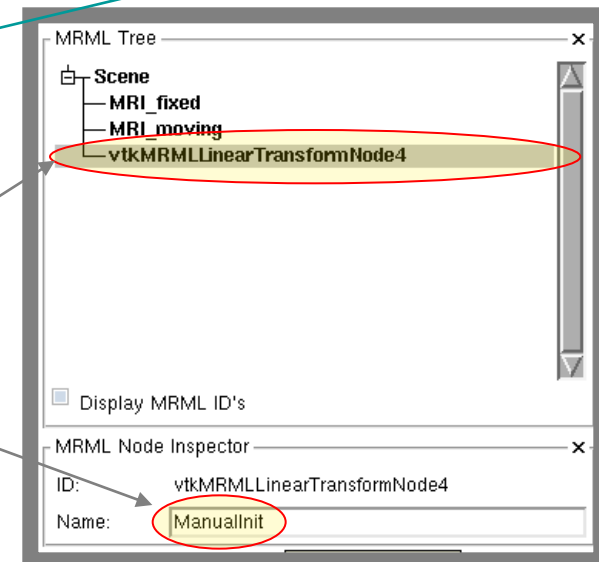 MRML Tree
Scene
MRI_fixed
MRI_moving
vtkMRMLLinearTransformNode4
Display MRML ID's
MRML Node Inspector
ID: vtkMRMLLinearTransformNode4
Name: ManualInit